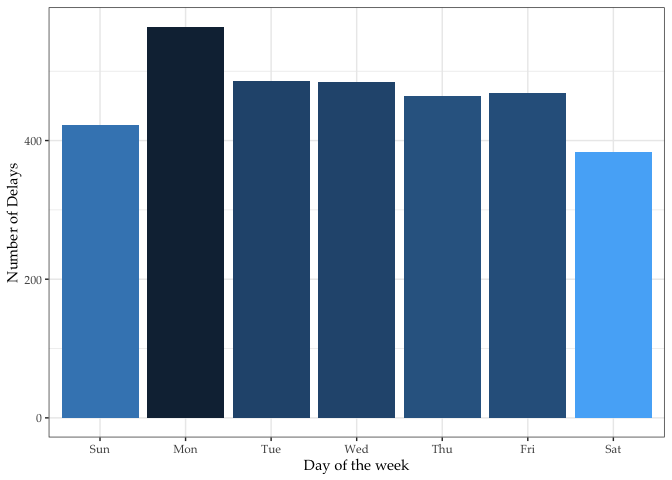 Number of Delays
400
200
0
Sun Mon Tue Wed Thu Fri Sat
Day of the week